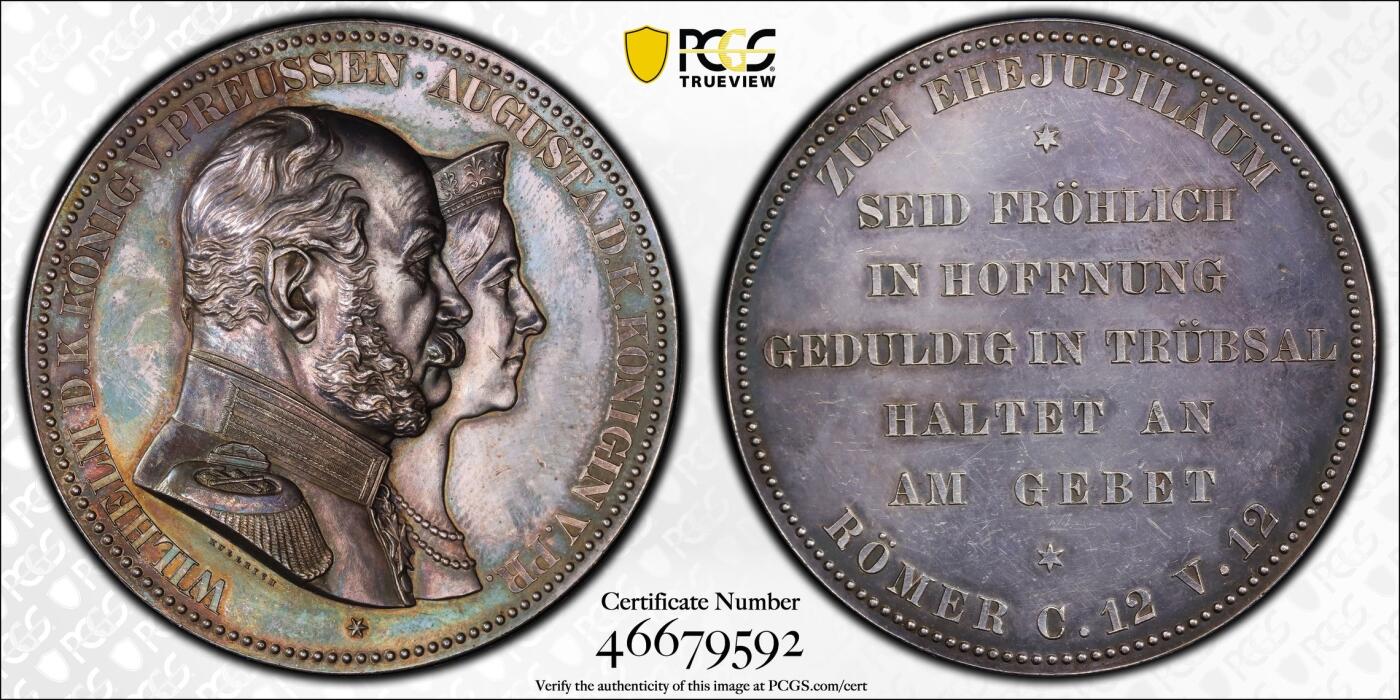 WILHELM D.K.KÖNIG V.PREUSSEN · AUGUSTA D.K.KÖNIGIN V.PR.
KULLRICH
PCGS
TRUEVIEW
ZUM EHEJUBILÄUM
SEID FRÖHLICH
IN HOFFNUNG
GEDULDIG IN TRÜBSAL
HALTET AN
AM GEBET
RÖMER C. 12 V. 12
Certificate Number
46679592
Verify the authenticity of this image at PCGS.com/cert